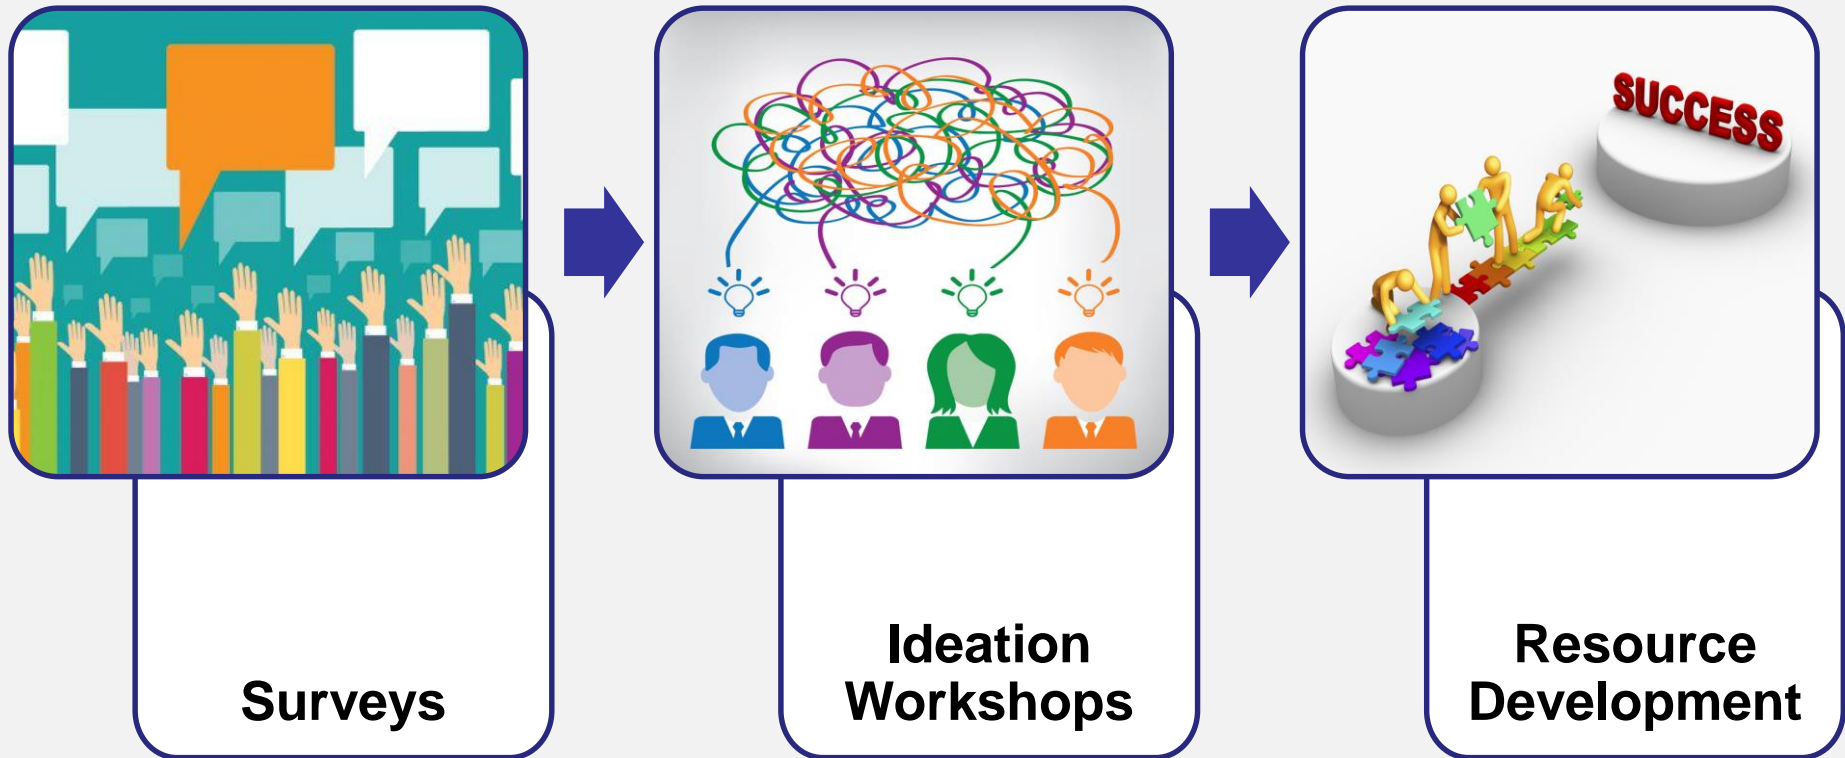 SUCCESS
Surveys
Ideation
Workshops
Resource
Development